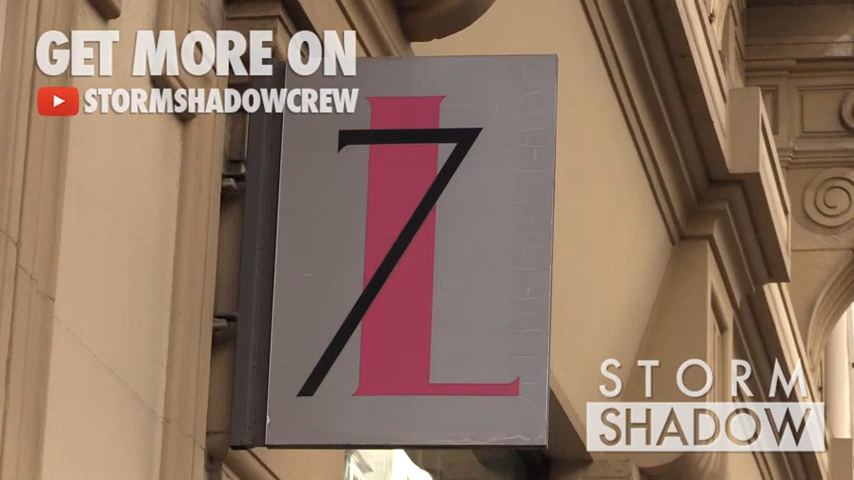 GET MORE ON
STORMSHADOWCREW
7L
STORM
SHADOW